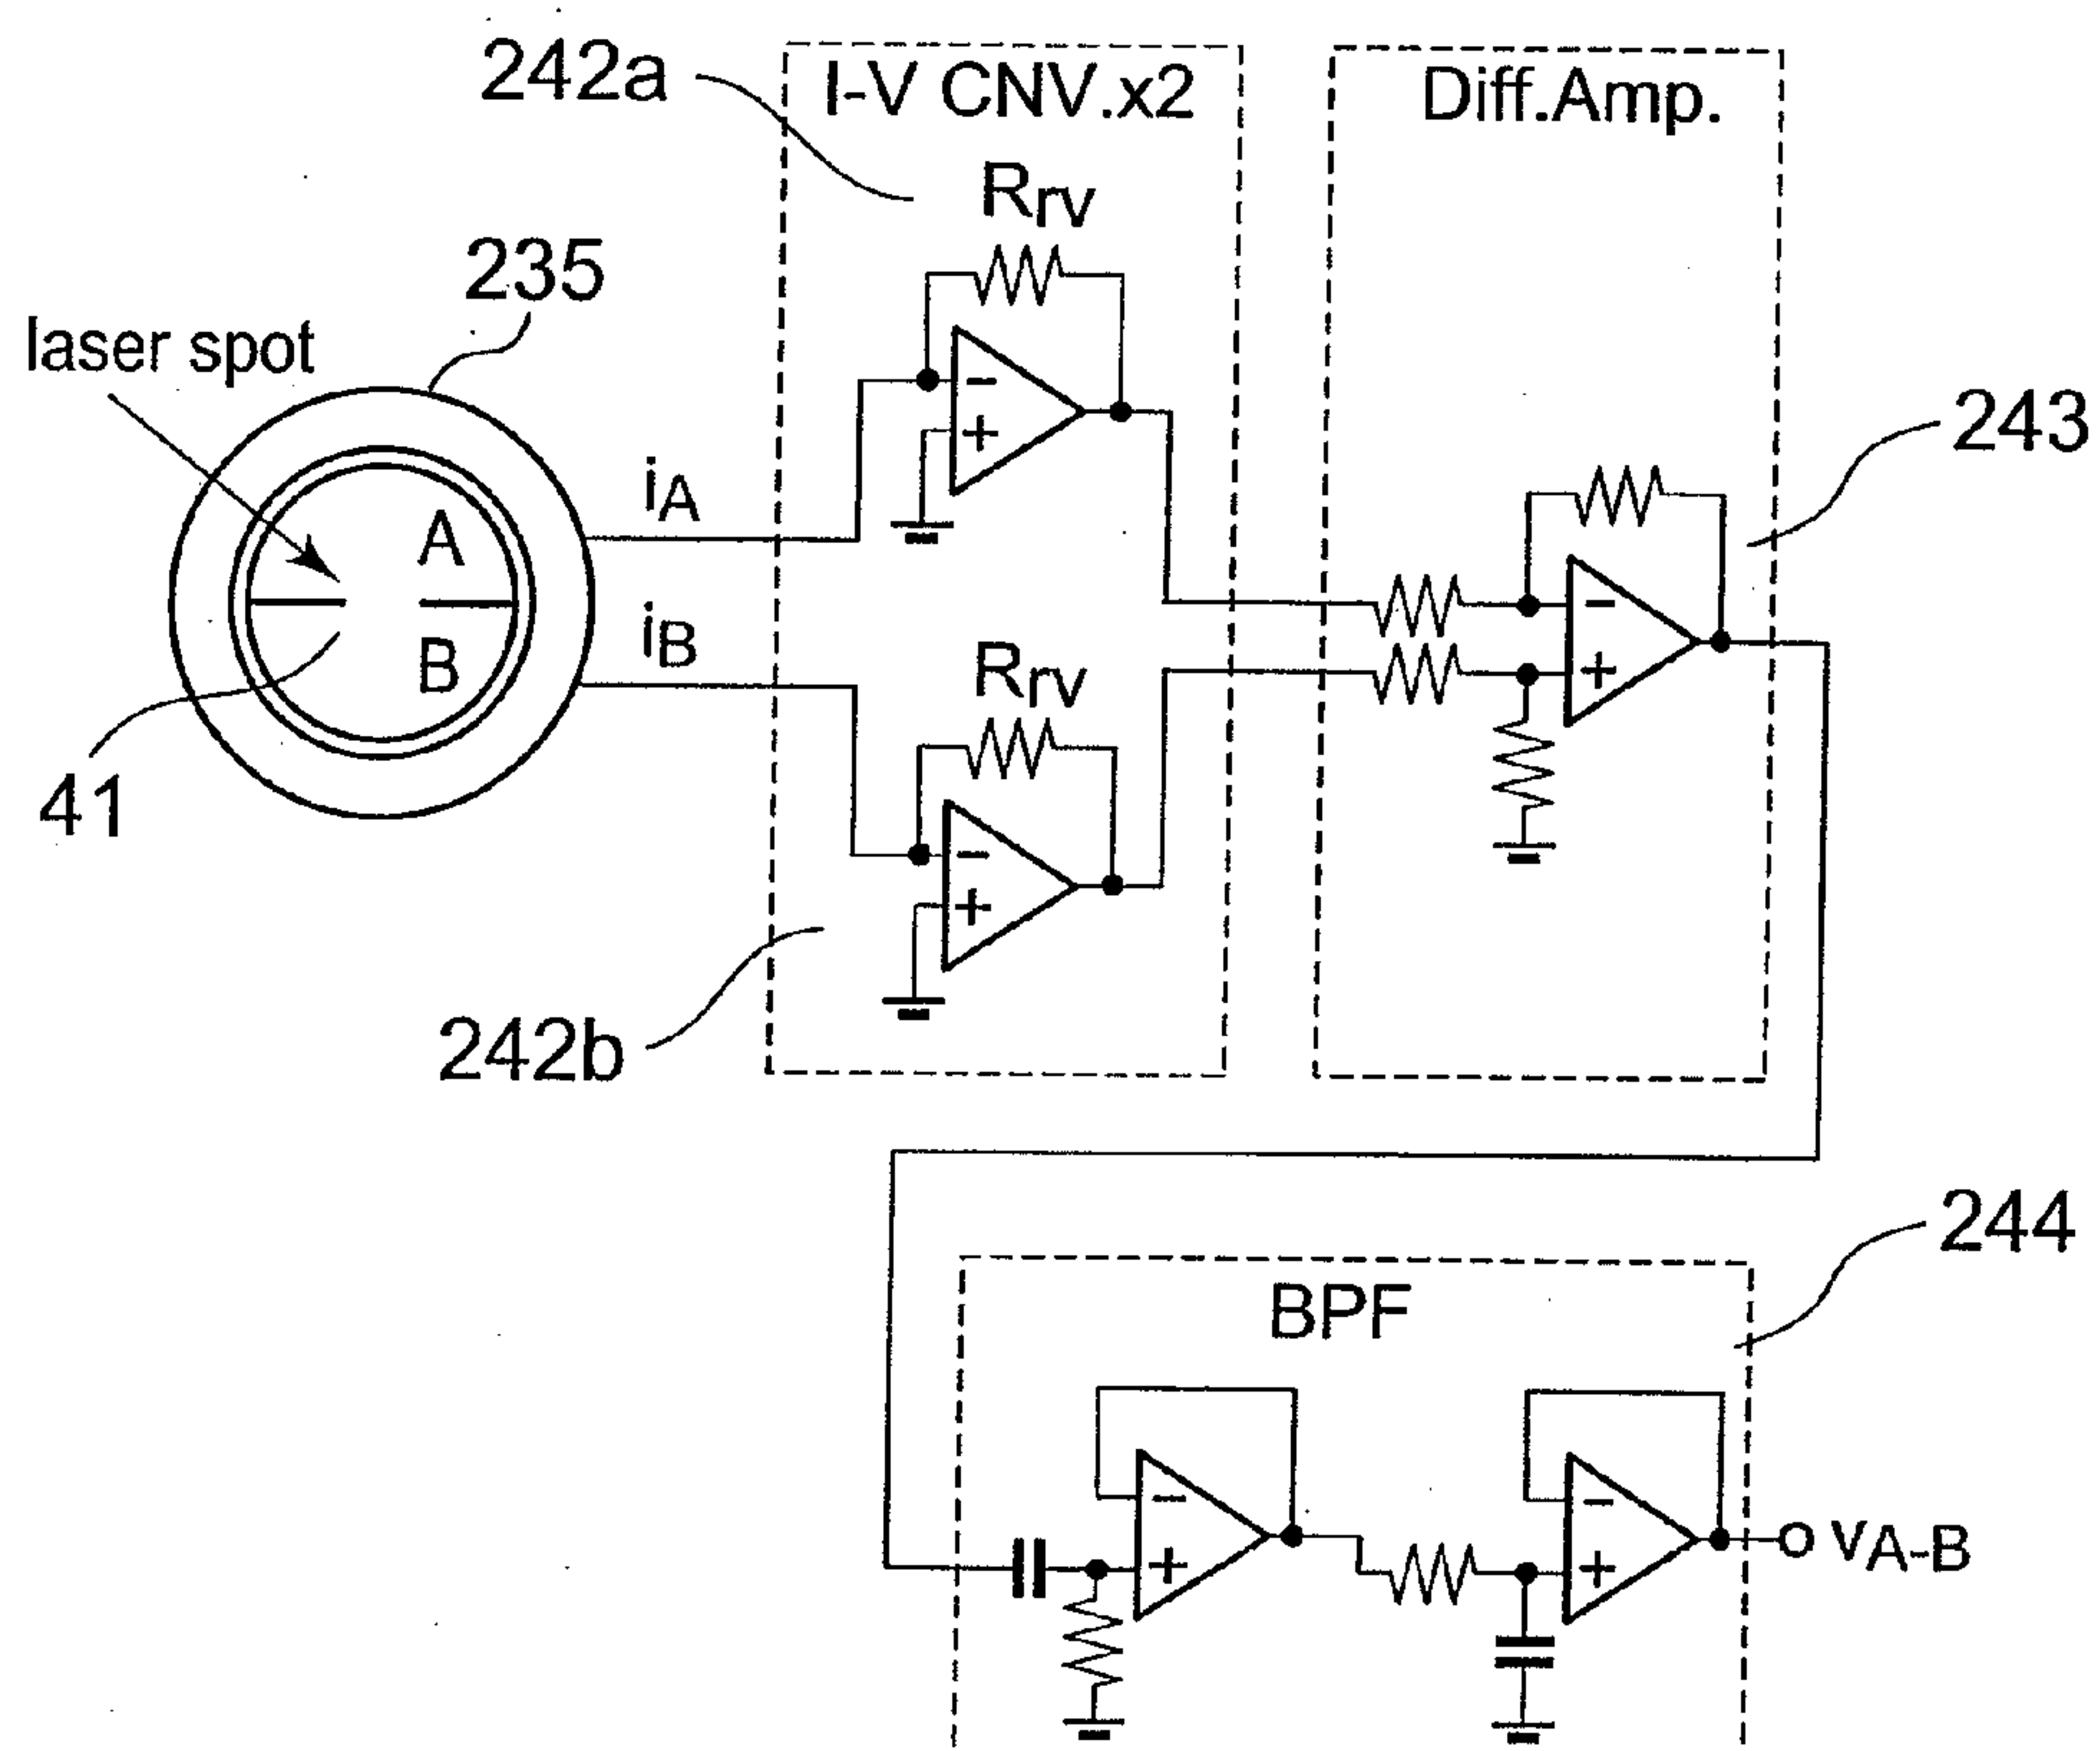 242a
I-V CNV.x2
Diff.Amp.
Rrv
235
laser spot
243
iA
A
iB
B
Rrv
41
242b
244
BPF
vA-B